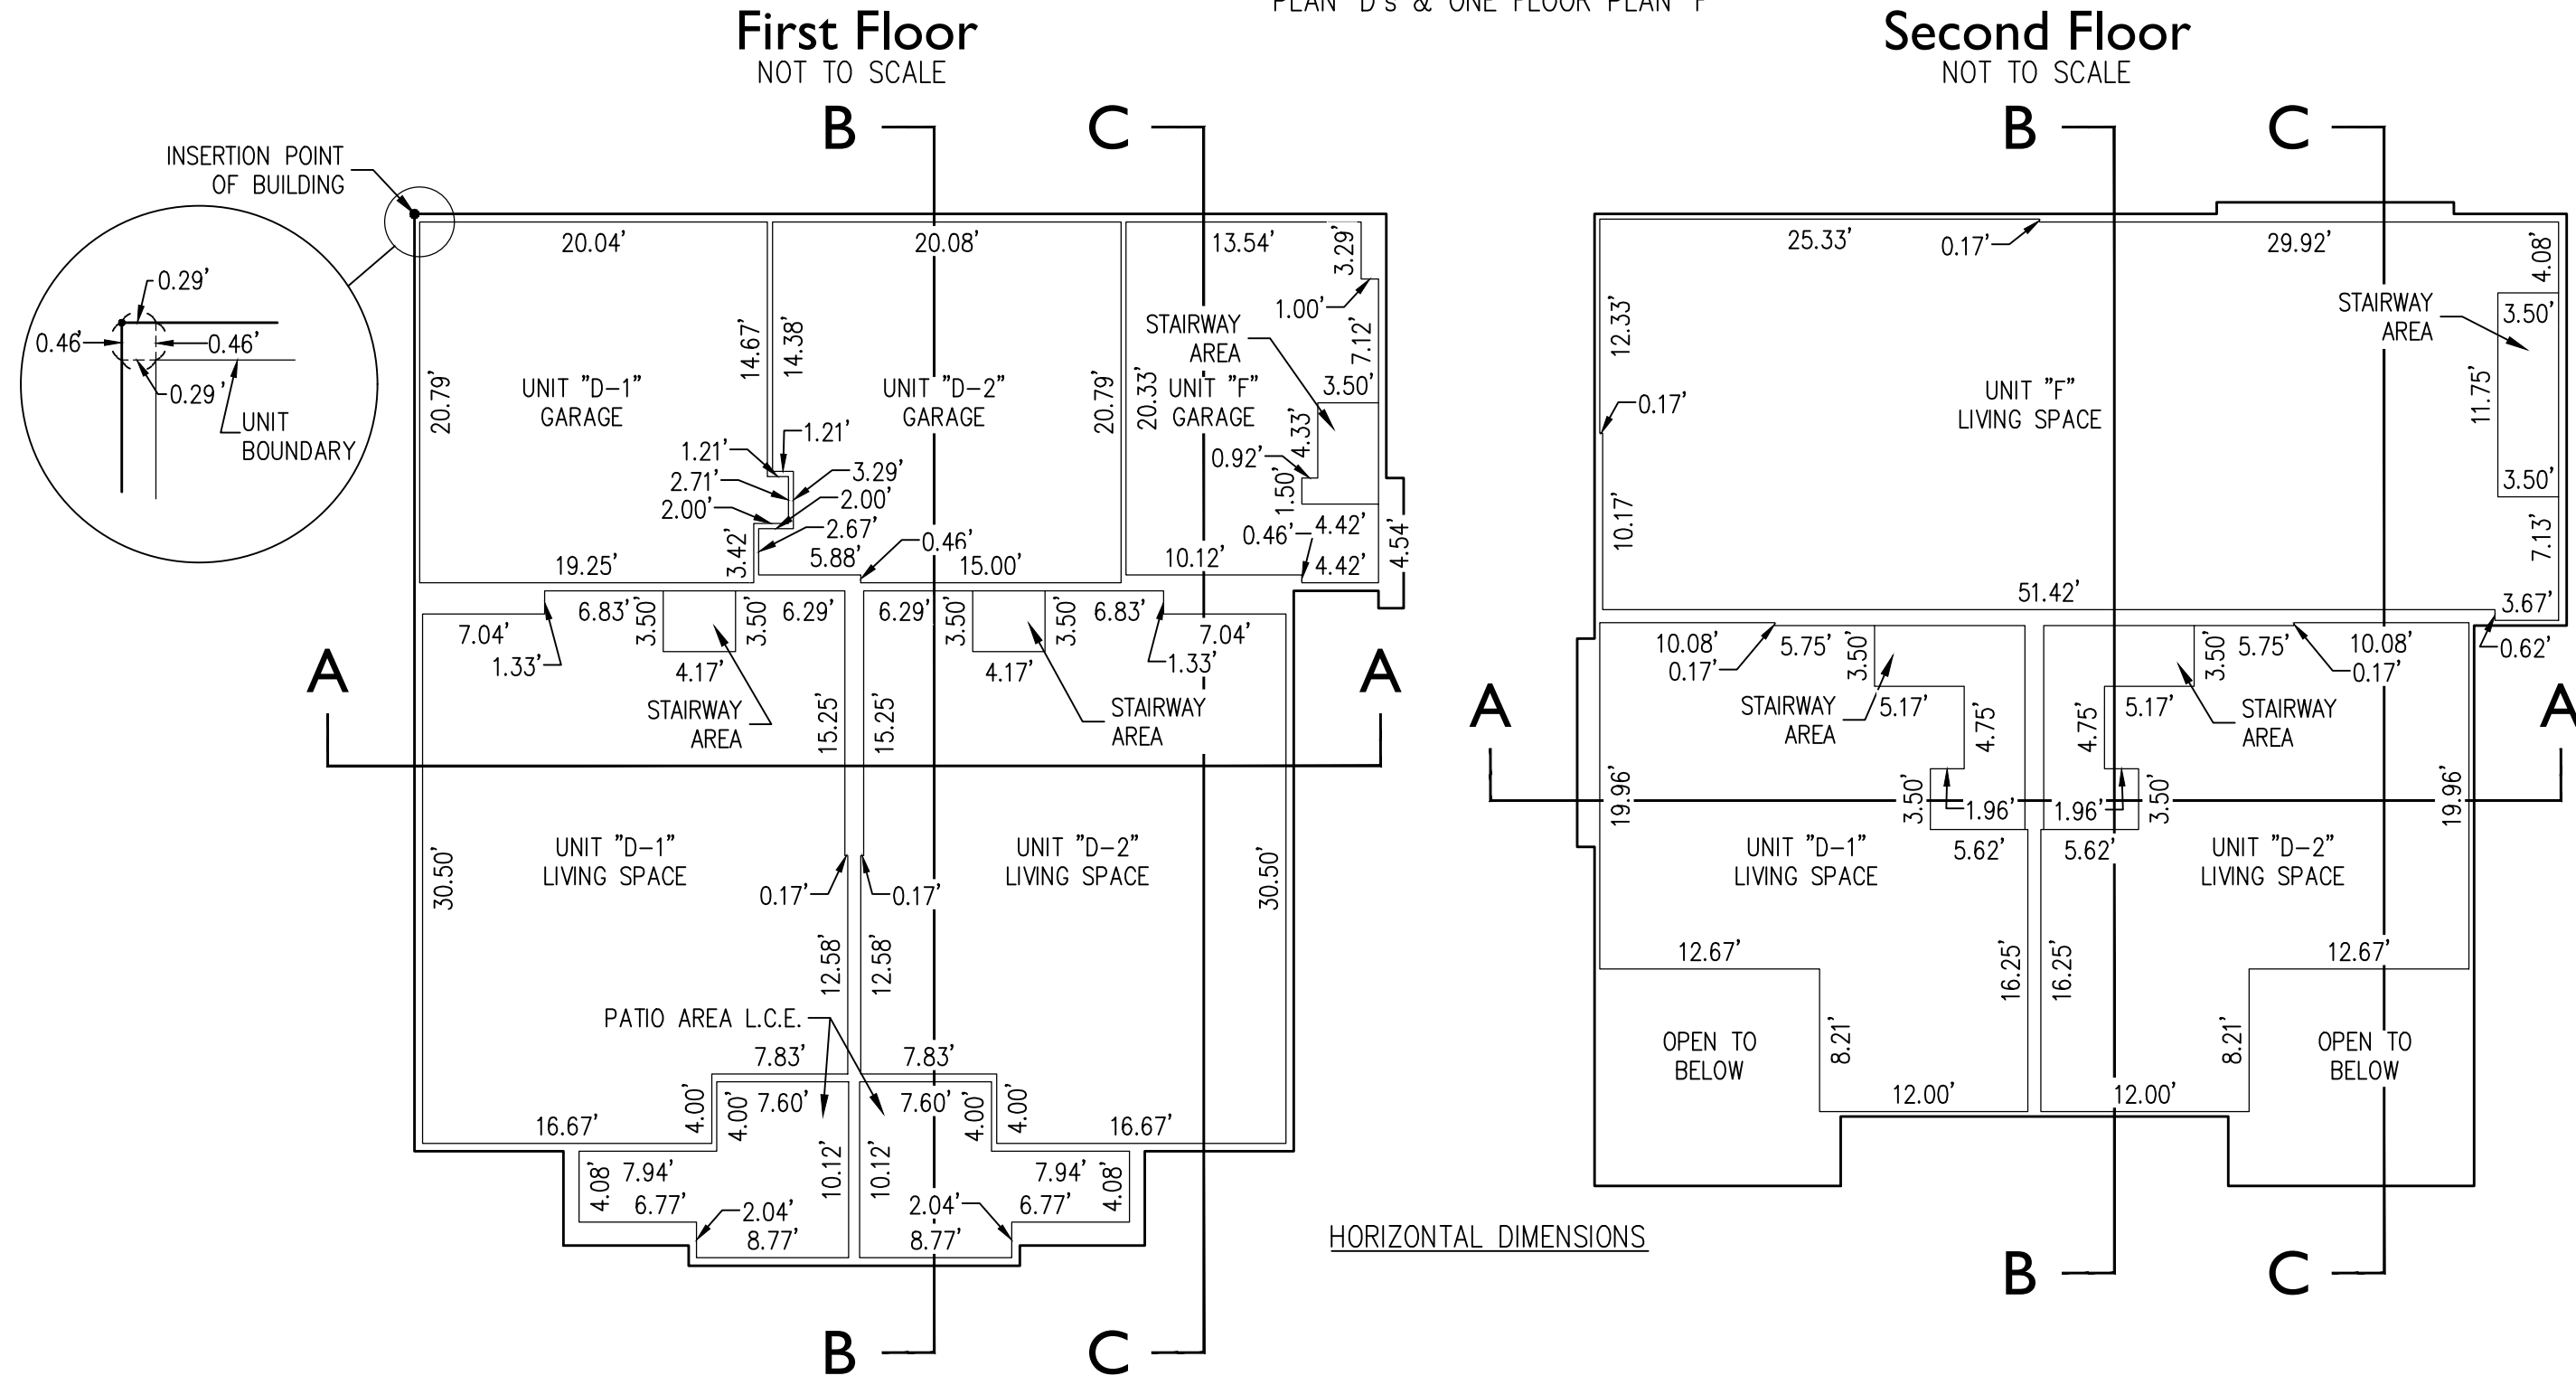 PLAN "D's & ONE FLOOR PLAN "F"
First Floor
NOT TO SCALE
Second Floor
NOT TO SCALE
B
C
INSERTION POINT
OF BUILDING
0.29'
0.46'
0.46'
0.29'
UNIT
BOUNDARY
20.04'
20.08'
13.54'
3.29'
1.00'
STAIRWAY
AREA
7.12'
3.50'
14.67'
14.38'
20.79'
UNIT "D-1"
GARAGE
UNIT "D-2"
GARAGE
20.79'
20.33'
UNIT "F"
GARAGE
4.33'
0.92'
1.50'
1.21'
1.21'
2.71'
3.29'
2.00'
2.00'
2.67'
3.42'
5.88'
0.46'
19.25'
15.00'
10.12'
0.46'
4.42'
4.42'
4.54'
7.04'
6.83'
3.50'
3.50'
6.29'
6.29'
3.50'
3.50'
6.83'
7.04'
1.33'
4.17'
4.17'
1.33'
A
A
STAIRWAY
AREA
STAIRWAY
AREA
15.25'
15.25'
UNIT "D-1"
LIVING SPACE
UNIT "D-2"
LIVING SPACE
30.50'
30.50'
0.17'
0.17'
12.58'
12.58'
PATIO AREA L.C.E.
7.83'
7.83'
4.00'
4.00'
7.60'
7.60'
4.00'
4.00'
16.67'
16.67'
4.08'
7.94'
6.77'
10.12'
10.12'
7.94'
6.77'
4.08'
2.04'
8.77'
2.04'
8.77'
B
C
HORIZONTAL DIMENSIONS
B
C
25.33'
0.17'
29.92'
4.08'
12.33'
STAIRWAY
AREA
3.50'
UNIT "F"
LIVING SPACE
0.17'
11.75'
3.50'
10.17'
7.13'
51.42'
3.67'
0.62'
10.08'
0.17'
5.75'
3.50'
3.50'
5.75'
10.08'
0.17'
STAIRWAY
AREA
5.17'
4.75'
4.75'
5.17'
STAIRWAY
AREA
A
A
19.96'
3.50'
1.96'
1.96'
3.50'
19.96'
UNIT "D-1"
LIVING SPACE
5.62'
5.62'
UNIT "D-2"
LIVING SPACE
12.67'
16.25'
16.25'
12.67'
OPEN TO
BELOW
8.21'
8.21'
OPEN TO
BELOW
12.00'
12.00'
B
C